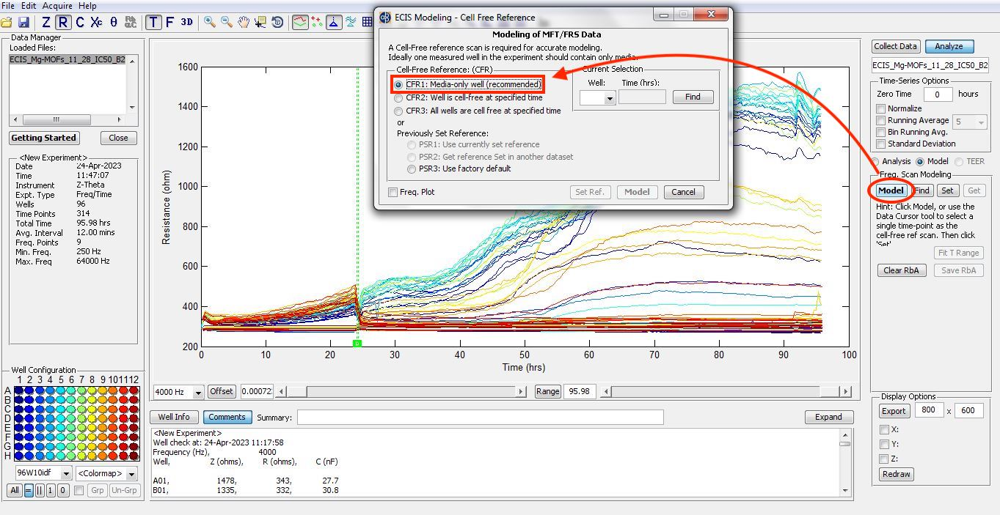 File Edit Acquire Help
Z R C Xc θ T F 3D
Data Manager
Loaded Files:
ECIS_Mg-MOFs_11_28_IC50_B2
Getting Started Close
<New Experiment>
Date 24-Apr-2023
Time 11:47:07
Instrument Z-Theta
Expt. Type Freq/Time
Wells 96
Time Points 314
Total Time 95.98 hrs
Avg. Interval 12.00 mins
Freq. Points 9
Min. Freq. 250 Hz
Max. Freq 64000 Hz
Well Configuration
1 2 3 4 5 6 7 8 9 10 11 12
A
B
C
D
E
F
G
H
96W10idf <Colormap>
All = || 1 0 Grp Un-Grp
1600
1400
1200
1000
800
600
400
200
Resistance (ohm)
0 10 20 30 40 50 60 70 80 90 100
Time (hrs)
4000 Hz Offset 0.00072 Range 95.98
Well Info Comments Summary: Expand
<New Experiment>
Well check at: 24-Apr-2023 11:17:58
Frequency (Hz), 4000
Well, Z (ohms), R (ohms), C (nF)
A01, 1478, 343, 27.7
B01, 1335, 332, 30.8
ECIS Modeling - Cell Free Reference
Modeling of MFT/FRS Data
A Cell-Free reference scan is required for accurate modeling.
Ideally one measured well in the experiment should contain only media.
Cell-Free Reference: (CFR)
CFR1: Media-only well (recommended)
CFR2: Well is cell-free at specified time
CFR3: All wells are cell free at specified time
or
Previously Set Reference:
PSR1: Use currently set reference
PSR2: Get reference Set in another dataset
PSR3: Use factory default
Current Selection
Well: Time (hrs):
Find
Freq. Plot Set Ref. Model Cancel
Collect Data Analyze
ECIS_Mg-MOFs_11_28_IC50_B2
Time-Series Options
Zero Time 0 hours
Normalize
Running Average 5
Bin Running Avg.
Standard Deviation
Analysis Model TEER
Freq. Scan Modeling
Model Find Set Get
Hint: Click Model, or use the
Data Cursor tool to select a
single time-point as the
cell-free ref scan. Then click
'Set'
Fit T Range
Clear RbA Save RbA
Display Options
Export 800 x 600
X:
Y:
Z:
Redraw